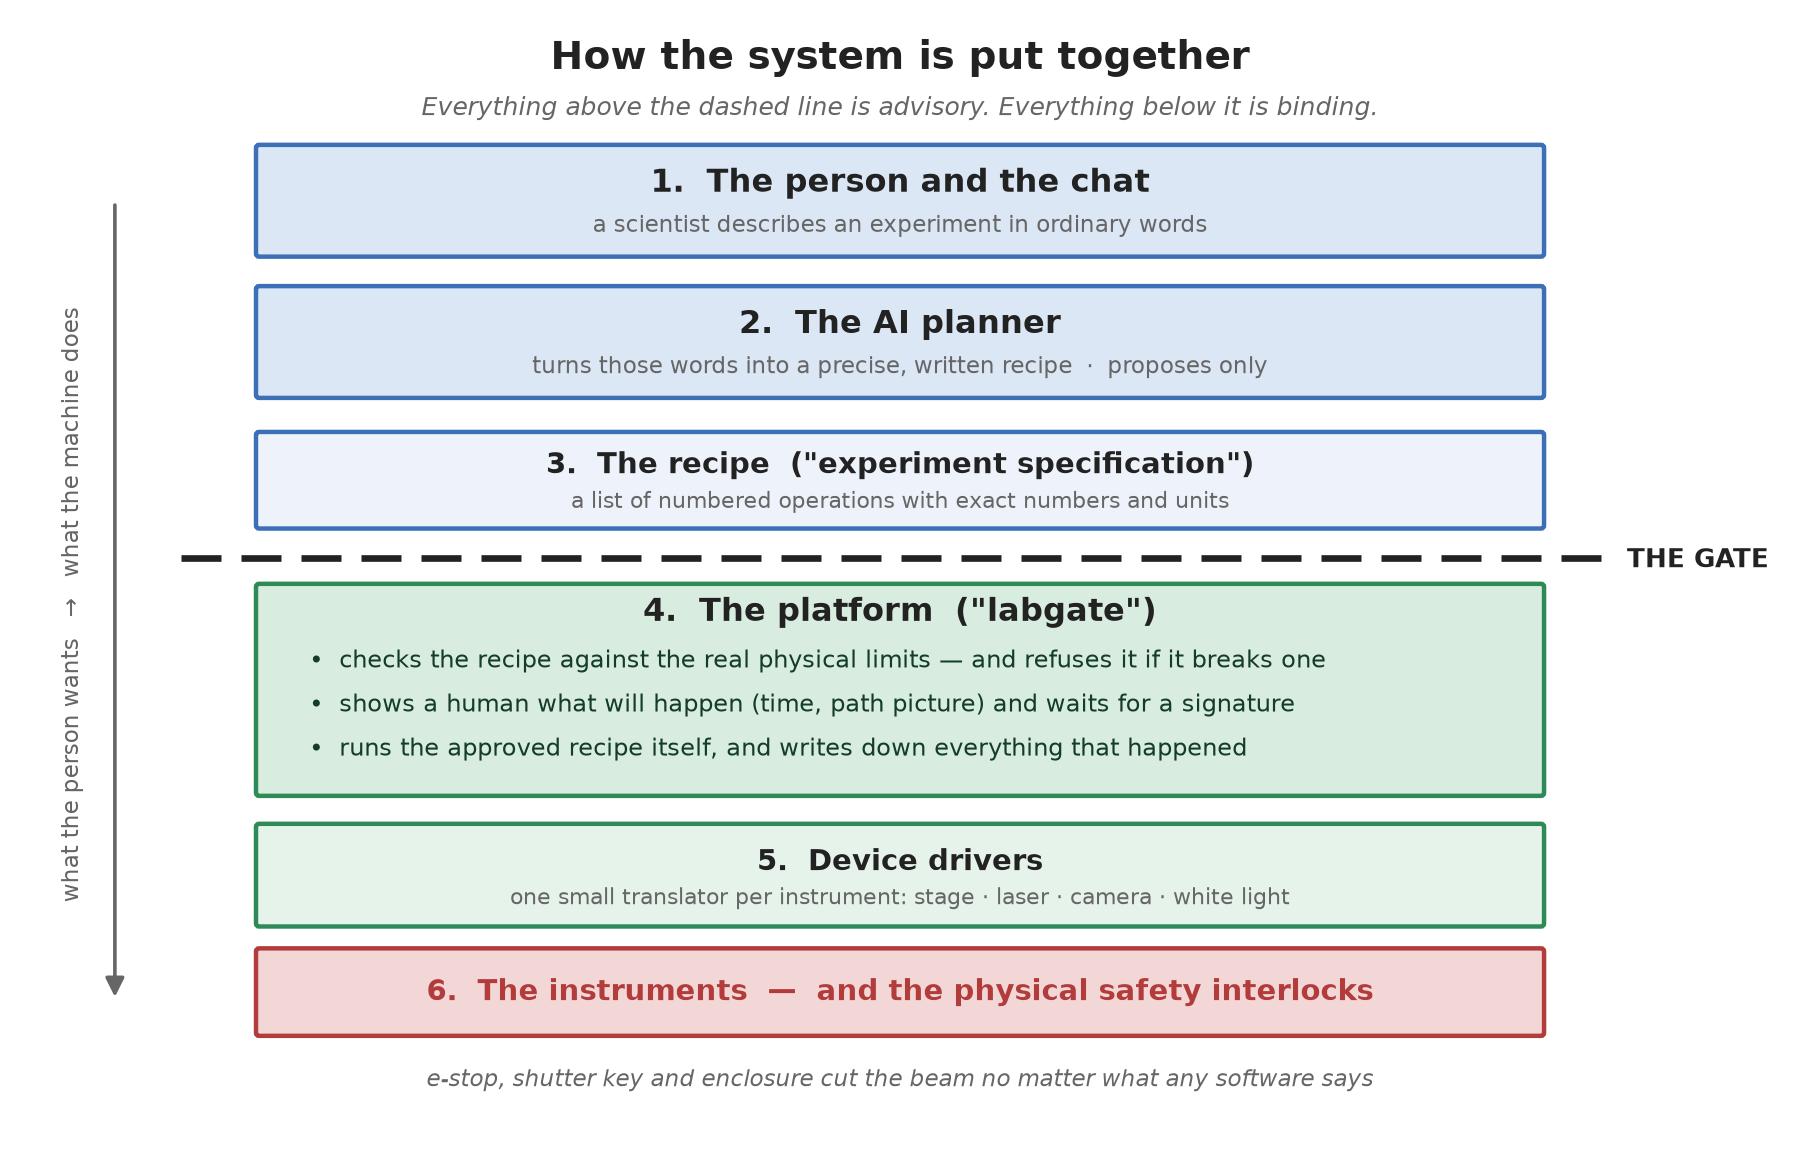 How the system is put together
Everything above the dashed line is advisory. Everything below it is binding.
1.  The person and the chat
a scientist describes an experiment in ordinary words
2.  The AI planner
turns those words into a precise, written recipe  ·  proposes only
3.  The recipe  ("experiment specification")
a list of numbered operations with exact numbers and units
THE GATE
4.  The platform  ("labgate")
•  checks the recipe against the real physical limits — and refuses it if it breaks one
•  shows a human what will happen (time, path picture) and waits for a signature
•  runs the approved recipe itself, and writes down everything that happened
5.  Device drivers
one small translator per instrument: stage · laser · camera · white light
6.  The instruments  —  and the physical safety interlocks
e-stop, shutter key and enclosure cut the beam no matter what any software says
what the person wants  →  what the machine does